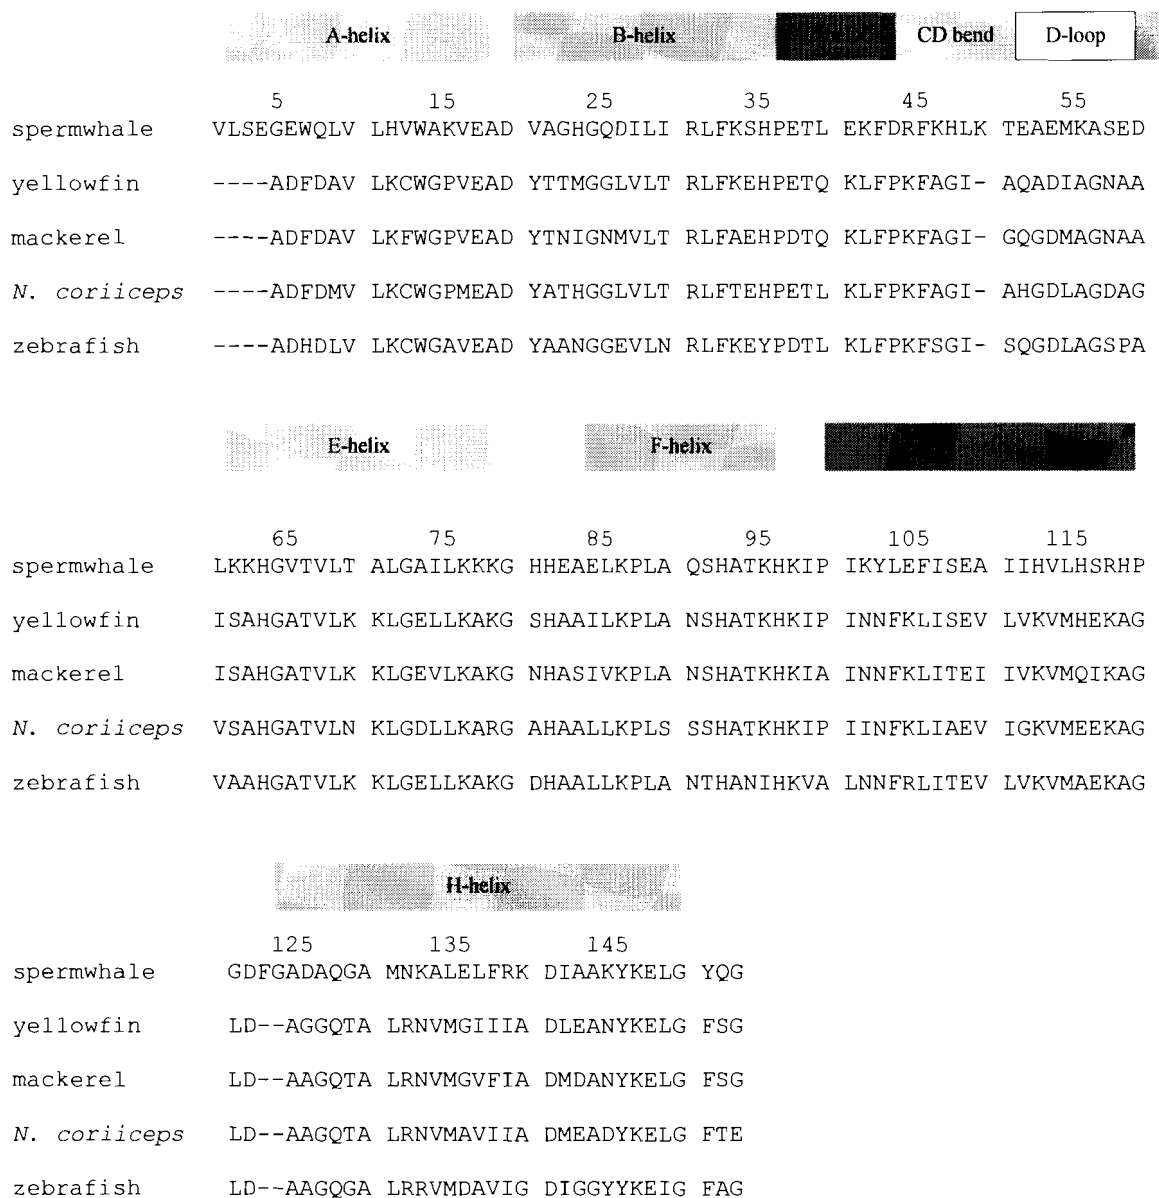 A-helix B-helix CD bend D-loop
5 15 25 35 45 55
spermwhale VLSEGEWQLV LHVWAKVEAD VAGHGQDILI RLFKSHPETL EKFDRFKHLK TEAEMKASED
yellowfin ----ADFDAV LKCWGPVEAD YTTMGGLVLT RLFKEHPETQ KLFPKFAGI- AQADIAGNAA
mackerel ----ADFDAV LKFWGPVEAD YTNIGNMVLT RLFAEHPDTQ KLFPKFAGI- GQGDMAGNAA
N. coriiceps ----ADFDMV LKCWGPMEAD YATHGGLVLT RLFTEHPETL KLFPKFAGI- AHGDLAGDAG
zebrafish ----ADHDLV LKCWGAVEAD YAANGGEVLN RLFKEYPDTL KLFPKFSGI- SQGDLAGSPA
E-helix F-helix
65 75 85 95 105 115
spermwhale LKKHGVTVLT ALGAILKKKG HHEAELKPLA QSHATKHKIP IKYLEFISEA IIHVLHSRHP
yellowfin ISAHGATVLK KLGELLKAKG SHAAILKPLA NSHATKHKIP INNFKLISEV LVKVMHEKAG
mackerel ISAHGATVLK KLGEVLKAKG NHASIVKPLA NSHATKHKIA INNFKLITEI IVKVMQIKAG
N. coriiceps VSAHGATVLN KLGDLLKARG AHAALLKPLS SSHATKHKIP IINFKLIAEV IGKVMEEKAG
zebrafish VAAHGATVLK KLGELLKAKG DHAALLKPLA NTHANIHKVA LNNFRLITEV LVKVMAEKAG
H-helix
125 135 145
spermwhale GDFGADAQGA MNKALELFRK DIAAKYKELG YQG
yellowfin LD--AGGQTA LRNVMGIIIA DLEANYKELG FSG
mackerel LD--AAGQTA LRNVMGVFIA DMDANYKELG FSG
N. coriiceps LD--AAGQTA LRNVMAVIIA DMEADYKELG FTE
zebrafish LD--AAGQGA LRRVMDAVIG DIGGYYKEIG FAG